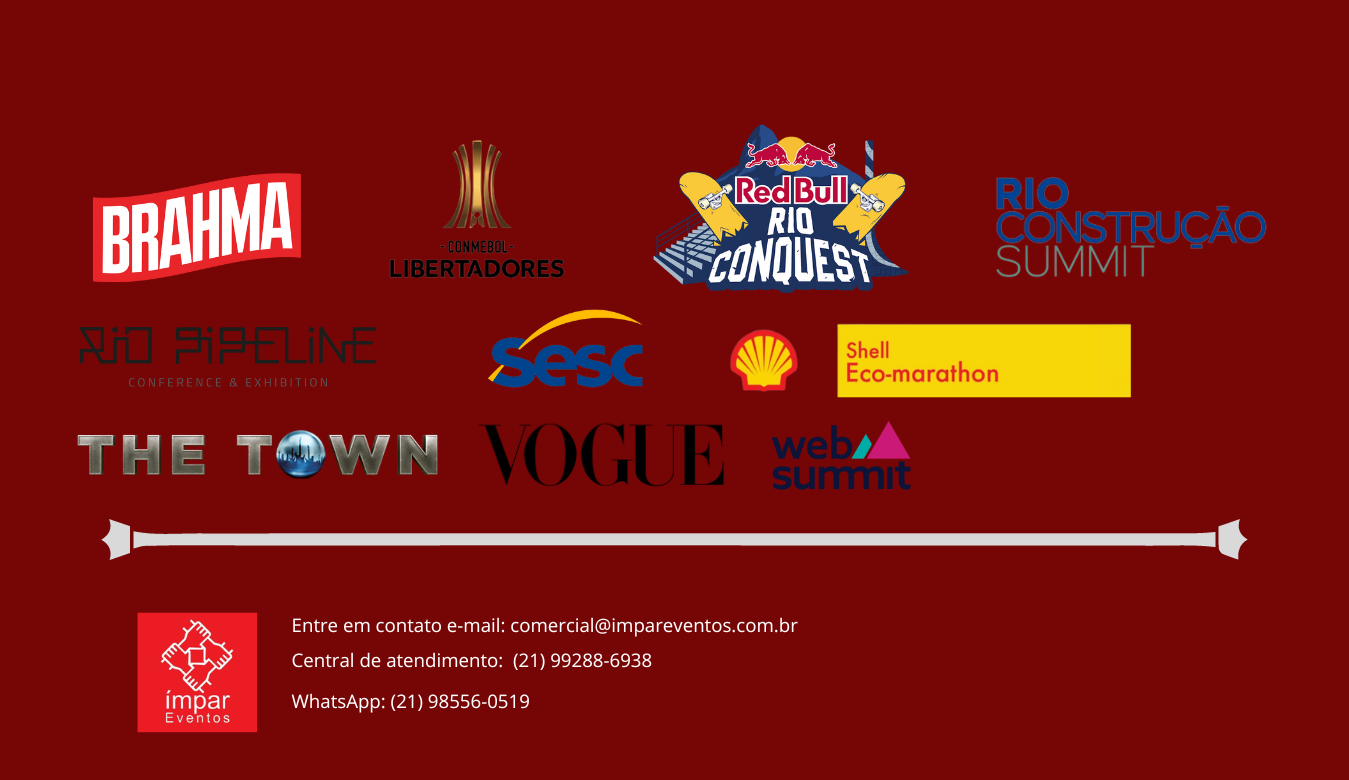 BRAHMA
·CONMEBOL·
LIBERTADORES
Red Bull
RIO
CONQUEST
RIO
CONSTRUÇÃO
SUMMIT
RiO PiPELiNE
CONFERENCE & EXHIBITION
Sesc
Shell
Eco-marathon
THE TOWN
VOGUE
web
summit
Entre em contato e-mail: comercial@impareventos.com.br
Central de atendimento:  (21) 99288-6938
WhatsApp: (21) 98556-0519
ímpar
Eventos